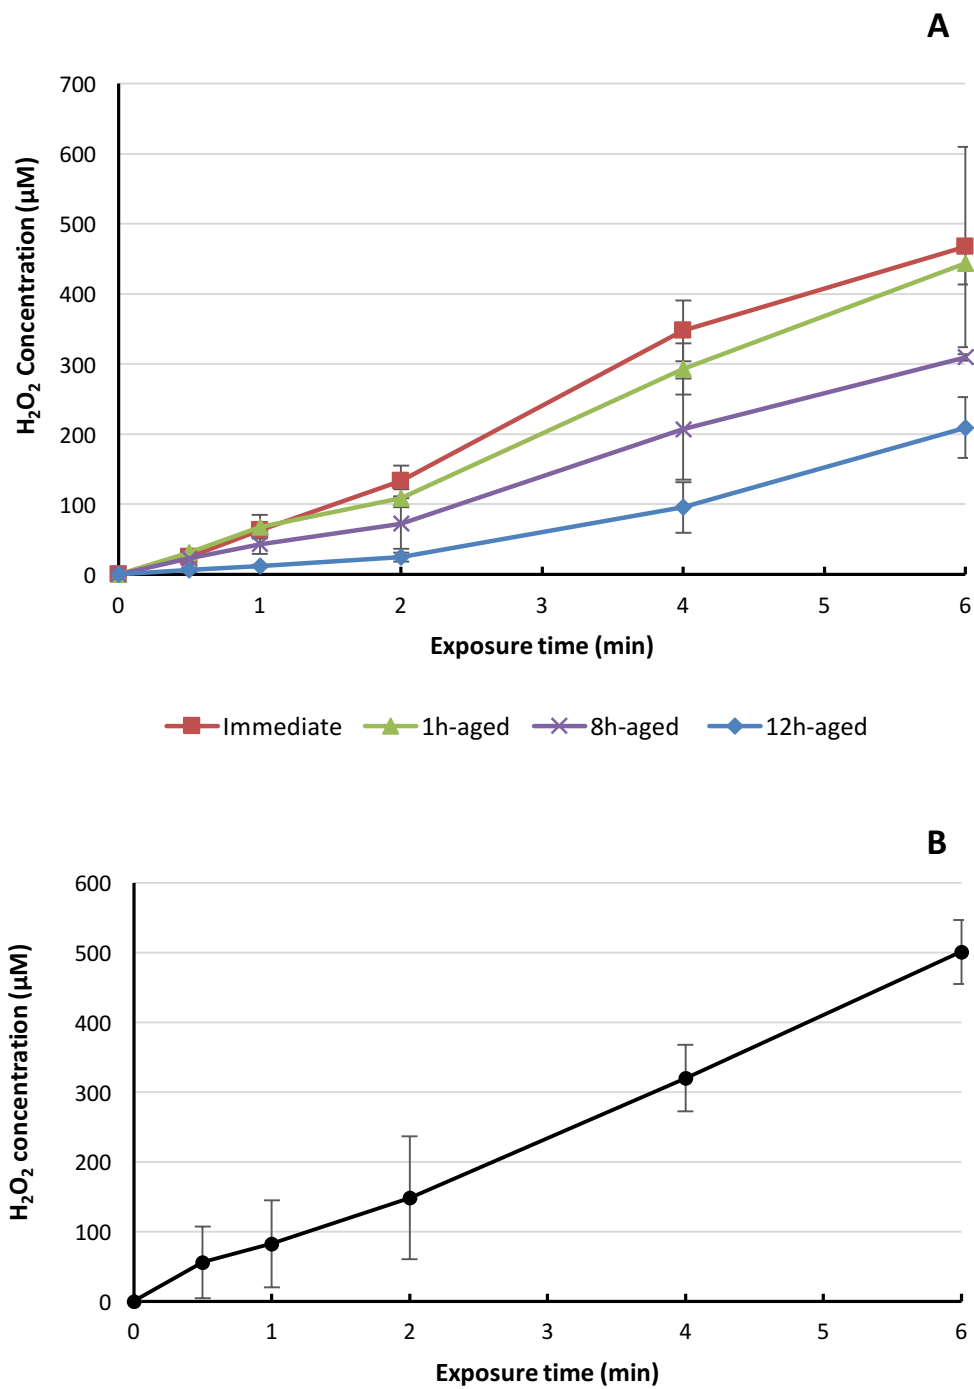 A
700
600
500
400
300
200
100
0
H₂O₂ Concentration (µM)
0 1 2 3 4 5 6
Exposure time (min)
Immediate 1h-aged 8h-aged 12h-aged
B
600
500
400
300
200
100
0
H₂O₂ concentration (µM)
0 1 2 3 4 5 6
Exposure time (min)